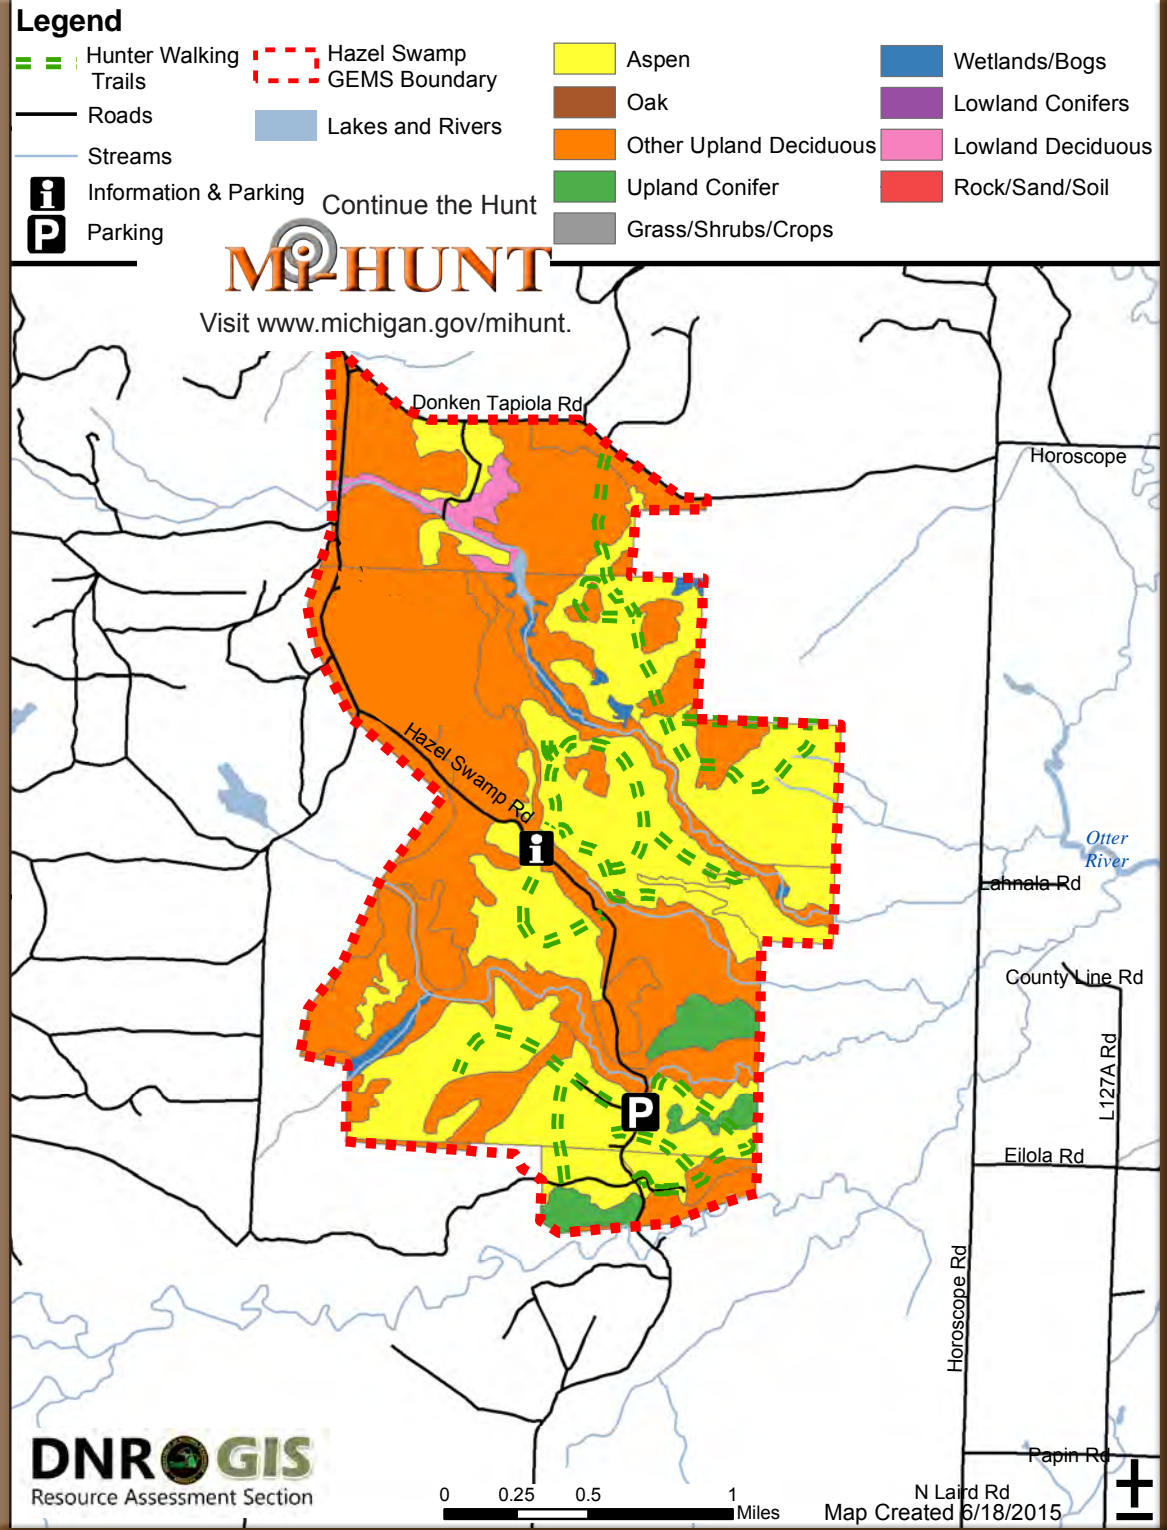 Legend
Hunter Walking
Trails
Roads
Streams
Information & Parking
Parking
Hazel Swamp
GEMS Boundary
Lakes and Rivers
Aspen
Oak
Other Upland Deciduous
Upland Conifer
Grass/Shrubs/Crops
Wetlands/Bogs
Lowland Conifers
Lowland Deciduous
Rock/Sand/Soil
Continue the Hunt
Mi-HUNT
Visit www.michigan.gov/mihunt.
Donken Tapiola Rd
Horoscope
Hazel Swamp Rd
i
Otter
River
Lahnala Rd
County Line Rd
L127A Rd
P
Eilola Rd
Horoscope Rd
Papin Rd
N Laird Rd
DNR GIS
Resource Assessment Section
0 0.25 0.5 1
Miles
Map Created 6/18/2015